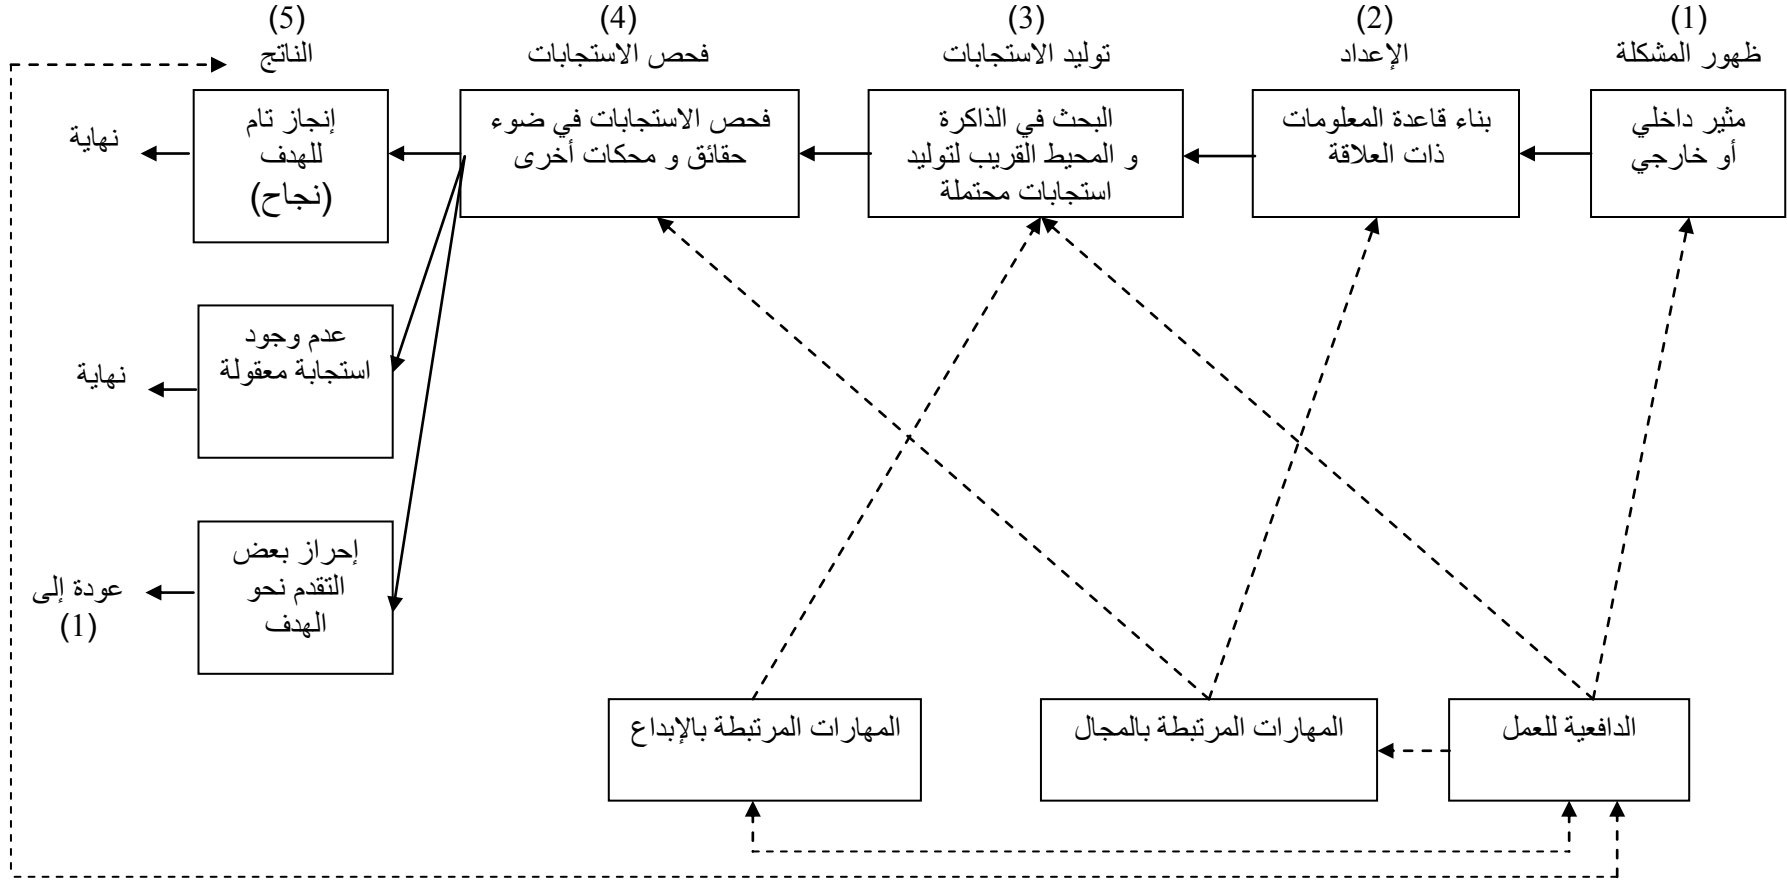 (1)
ظهور المشكلة
(2)
الإعداد
(3)
توليد الاستجابات
(4)
فحص الاستجابات
(5)
الناتج
مثير داخلي
أو خارجي
بناء قاعدة المعلومات
ذات العلاقة
البحث في الذاكرة
و المحيط القريب لتوليد
استجابات محتملة
فحص الاستجابات في ضوء
حقائق و محكات أخرى
إنجاز تام
للهدف
(نجاح)
نهاية
عدم وجود
استجابة معقولة
نهاية
إحراز بعض
التقدم نحو
الهدف
عودة إلى
(1)
الدافعية للعمل
المهارات المرتبطة بالمجال
المهارات المرتبطة بالإبداع